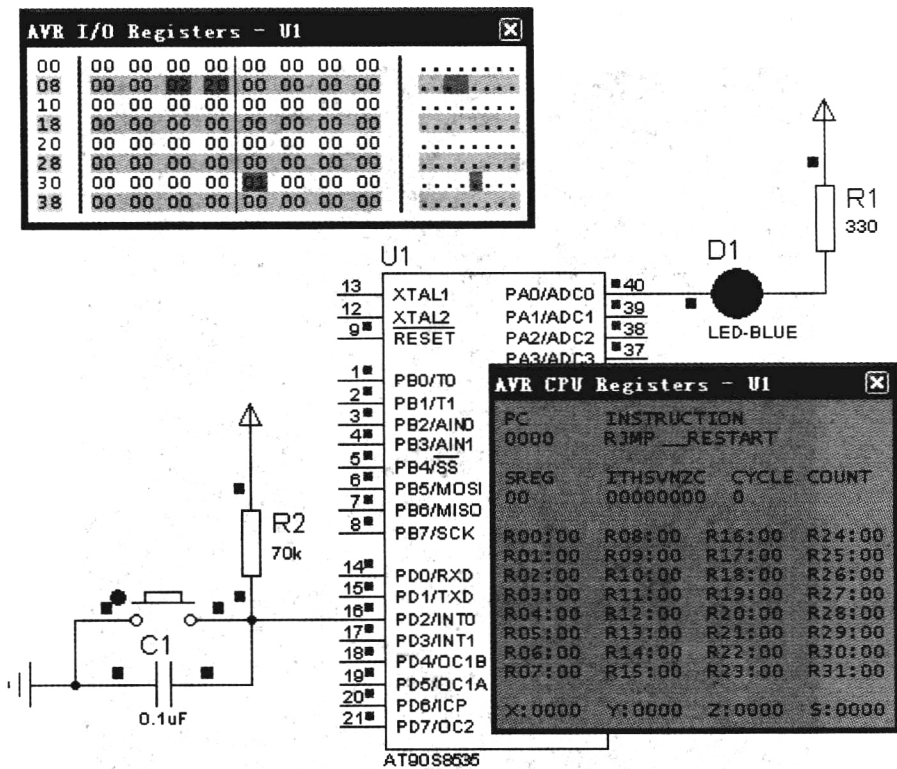 AVR I/O Registers - U1
00 00 00 00 00 00 00 00 00 ........
08 00 00 02 20 00 00 00 00 ........
10 00 00 00 00 00 00 00 00 ........
18 00 00 00 00 00 00 00 00 ........
20 00 00 00 00 00 00 00 00 ........
28 00 00 00 00 00 00 00 00 ........
30 00 00 00 00 01 00 00 00 ........
38 00 00 00 00 00 00 00 00 ........
R1
330
D1
LED-BLUE
U1
13 XTAL1
12 XTAL2
9 RESET
1 PB0/T0
2 PB1/T1
3 PB2/AIN0
4 PB3/AIN1
5 PB4/SS
6 PB5/MOSI
7 PB6/MISO
8 PB7/SCK
14 PD0/RXD
15 PD1/TXD
16 PD2/INT0
17 PD3/INT1
18 PD4/OC1B
19 PD5/OC1A
20 PD6/ICP
21 PD7/OC2
PA0/ADC0 40
PA1/ADC1 39
PA2/ADC2 38
PA3/ADC3 37
AT90S8535
R2
70k
C1
0.1uF
AVR CPU Registers - U1
PC INSTRUCTION
0000 RJMP __RESTART
SREG ITHSVNZC CYCLE COUNT
00 00000000 0
R00:00 R08:00 R16:00 R24:00
R01:00 R09:00 R17:00 R25:00
R02:00 R10:00 R18:00 R26:00
R03:00 R11:00 R19:00 R27:00
R04:00 R12:00 R20:00 R28:00
R05:00 R13:00 R21:00 R29:00
R06:00 R14:00 R22:00 R30:00
R07:00 R15:00 R23:00 R31:00
X:0000 Y:0000 Z:0000 S:0000